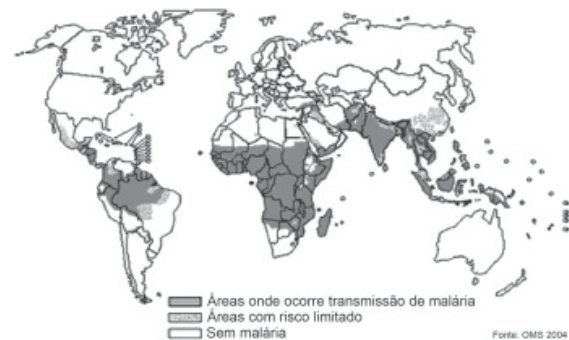 Áreas onde ocorre transmissão de malária
Áreas com risco limitado
Sem malária
Fonte: OMS 2004